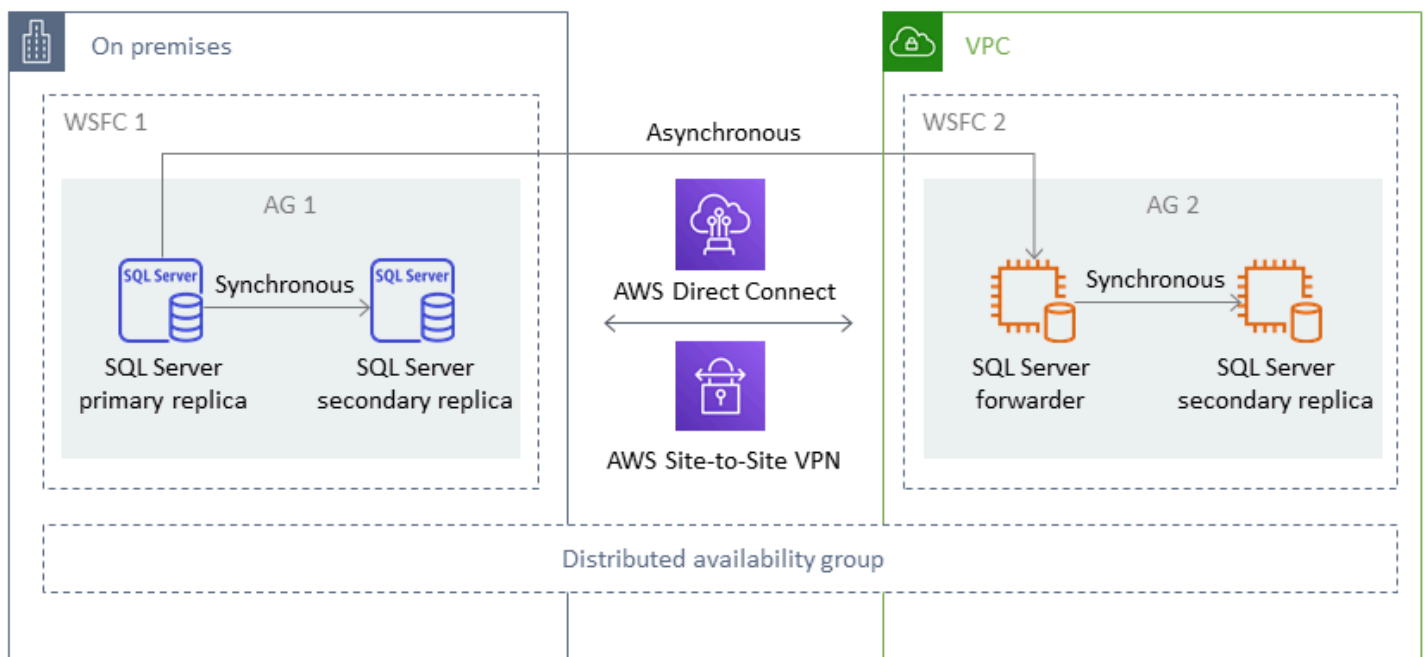 On premises
VPC
WSFC 1
WSFC 2
Asynchronous
AG 1
AG 2
SQL Server
Synchronous
SQL Server
Synchronous
AWS Direct Connect
SQL Server
primary replica
SQL Server
secondary replica
SQL Server
forwarder
SQL Server
secondary replica
AWS Site-to-Site VPN
Distributed availability group